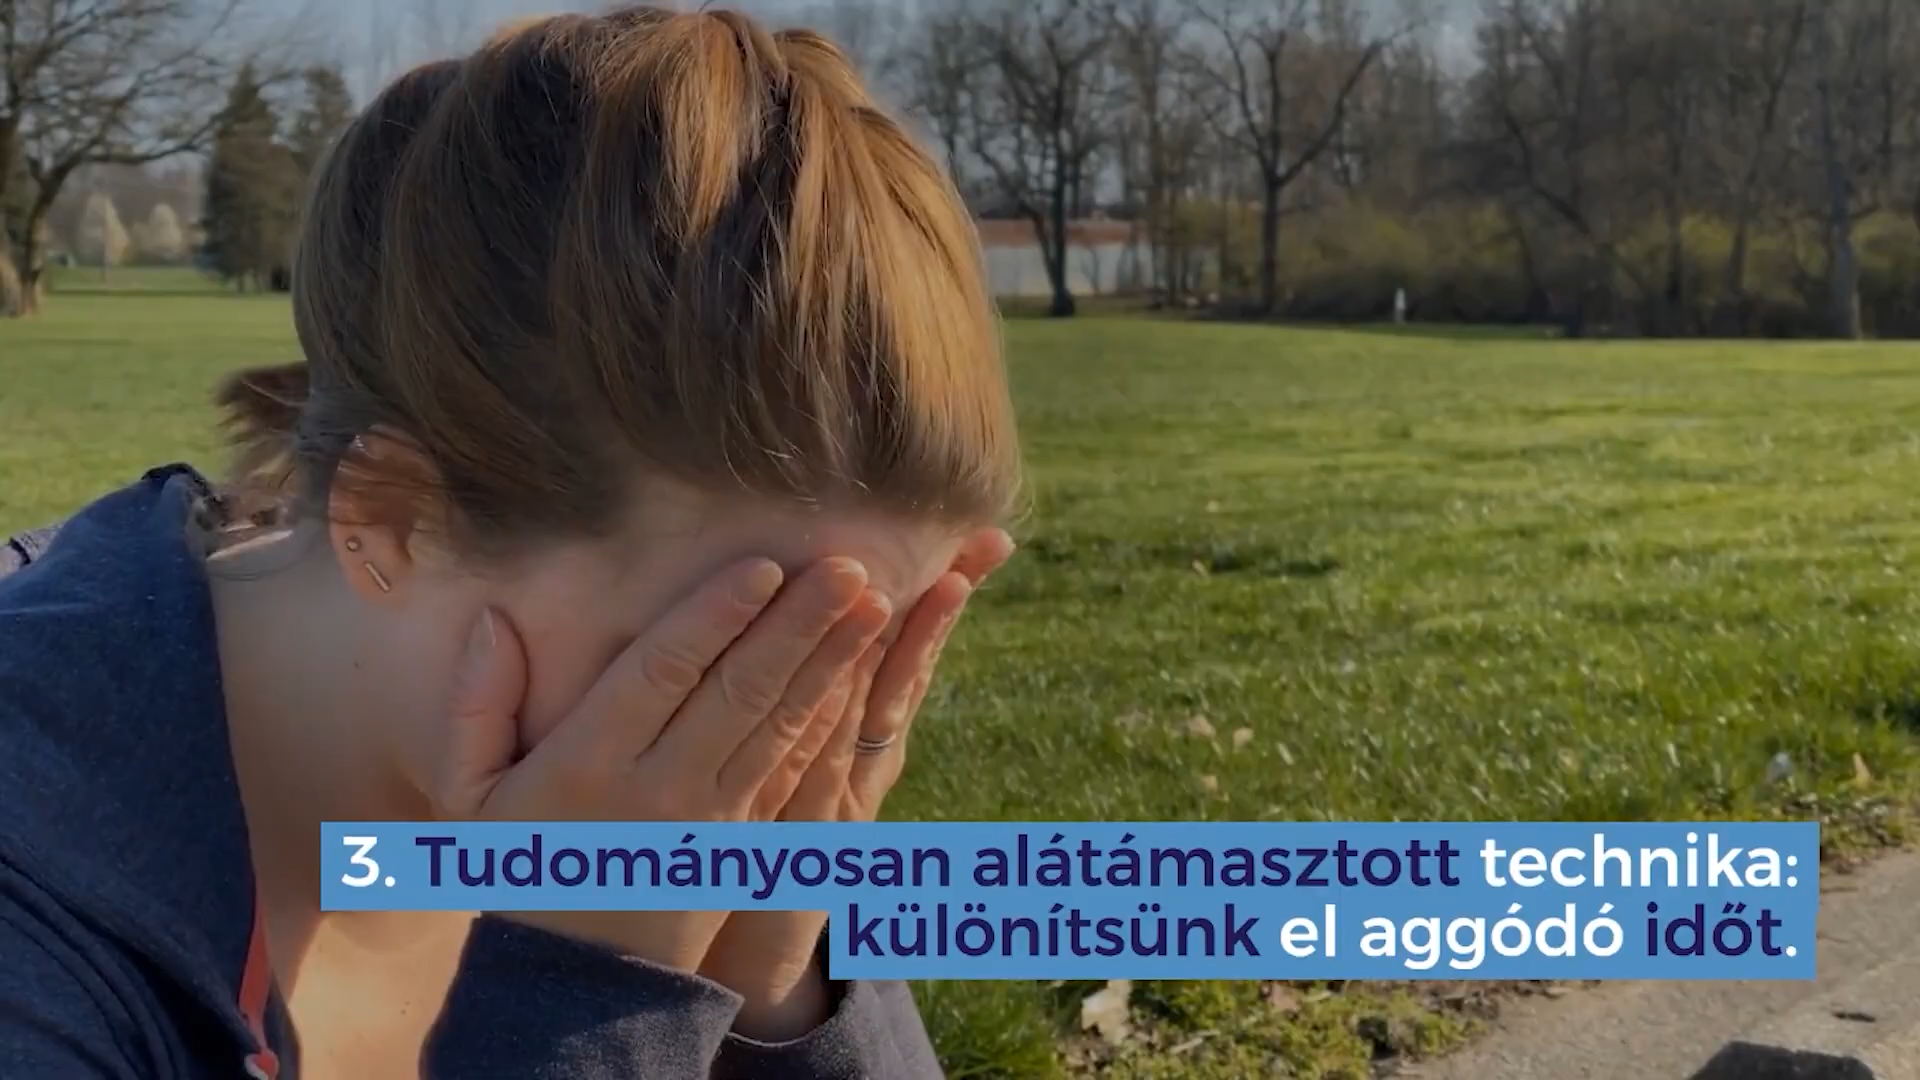 3. Tudományosan alátámasztott technika:
különítsünk el aggódó időt.